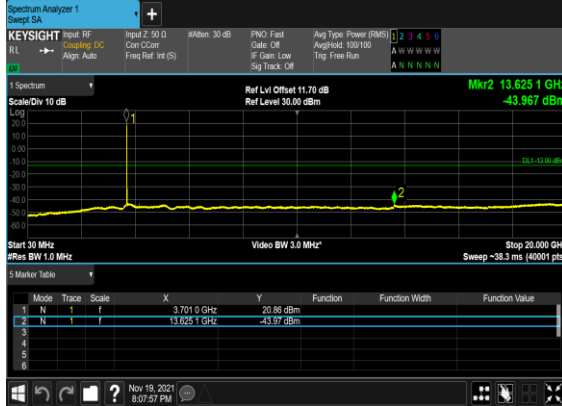 Spectrum Analyzer 1
Swept SA
+
KEYSIGHT Input: RF Input Z: 50 Ω #Atten: 30 dB PNO: Fast Avg Type: Power (RMS) 1 2 3 4 5 6
RL Coupling: DC Corr CCorr Gate: Off Avg|Hold: 100/100 A W W W W W
Align: Auto Freq Ref: Int (S) IF Gain: Low Trig: Free Run
Sig Track: Off A N N N N N
1 Spectrum Ref Lvl Offset 11.70 dB Mkr2 13.625 1 GHz
Scale/Div 10 dB Ref Level 30.00 dBm -43.967 dBm
Log
20.0
10.0
0.00
-10.0
-20.0
-30.0
-40.0
-50.0
-60.0
1
DL1 -13.00 dBm
2
Start 30 MHz Video BW 3.0 MHz* Stop 20.000 GHz
#Res BW 1.0 MHz Sweep ~38.3 ms (40001 pts)
5 Marker Table
Mode Trace Scale X Y Function Function Width Function Value
1 N 1 f 3.701 0 GHz 20.86 dBm
2 N 1 f 13.625 1 GHz -43.97 dBm
3
4
5
6
? Nov 19, 2021
8:07:57 PM